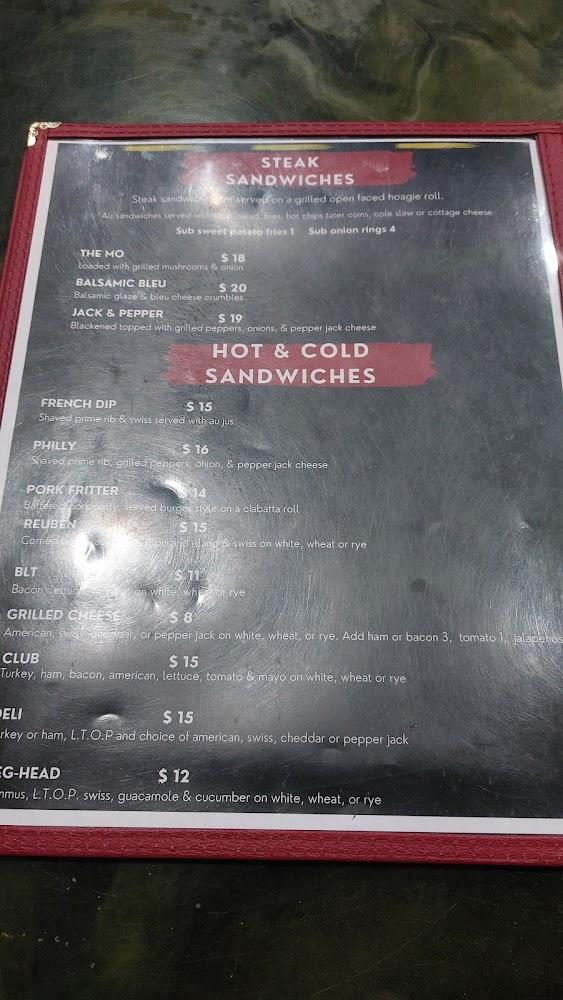 STEAK
SANDWICHES
Steak served on a grilled open faced hoagie roll.
All sandwiches served with salad, fries, hot chips tater coins, cole slaw or cottage cheese
Sub sweet potato fries 1 Sub onion rings 4
THE MO $ 18
Loaded with grilled mushrooms & onion
BALSAMIC BLEU $ 20
Balsamic glaze & bleu cheese crumbles
JACK & PEPPER $ 19
Blackened topped with grilled peppers, onions, & pepper jack cheese
HOT & COLD
SANDWICHES
FRENCH DIP $ 15
Shaved prime rib & swiss served with au jus
PHILLY $ 16
Shaved prime rib, grilled peppers, onion, & pepper jack cheese
PORK FRITTER $ 14
Battered pork patty, served burger style on a ciabatta roll
REUBEN $ 15
Corned thousand island & swiss on white, wheat or rye
BLT $ 11
Bacon, lettuce, on white, wheat or rye
GRILLED CHEESE $ 8
American, swiss, cheddar, or pepper jack on white, wheat, or rye. Add ham or bacon 3, tomato 1, jalapenos
CLUB $ 15
Turkey, ham, bacon, american, lettuce, tomato & mayo on white, wheat or rye
DELI $ 15
rkey or ham, L.T.O.P and choice of american, swiss, cheddar or pepper jack
EG-HEAD $ 12
mmus, L.T.O.P. swiss, guacamole & cucumber on white, wheat, or rye